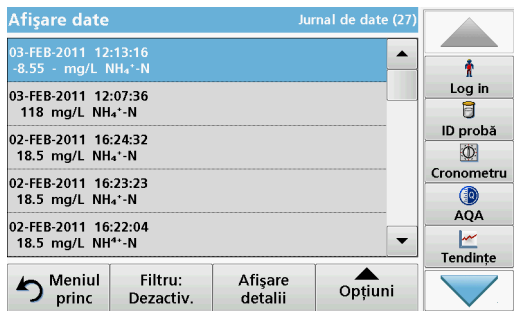 Afişare date
Jurnal de date (27)
03-FEB-2011 12:13:16
-8.55 - mg/L NH₄⁺-N
03-FEB-2011 12:07:36
118 mg/L NH₄⁺-N
02-FEB-2011 16:24:32
18.5 mg/L NH₄⁺-N
02-FEB-2011 16:23:23
18.5 mg/L NH₄⁺-N
02-FEB-2011 16:22:04
18.5 mg/L NH⁴⁺-N
Log in
ID probă
Cronometru
AQA
Tendinţe
Meniul
princ
Filtru:
Dezactiv.
Afişare
detalii
Opţiuni